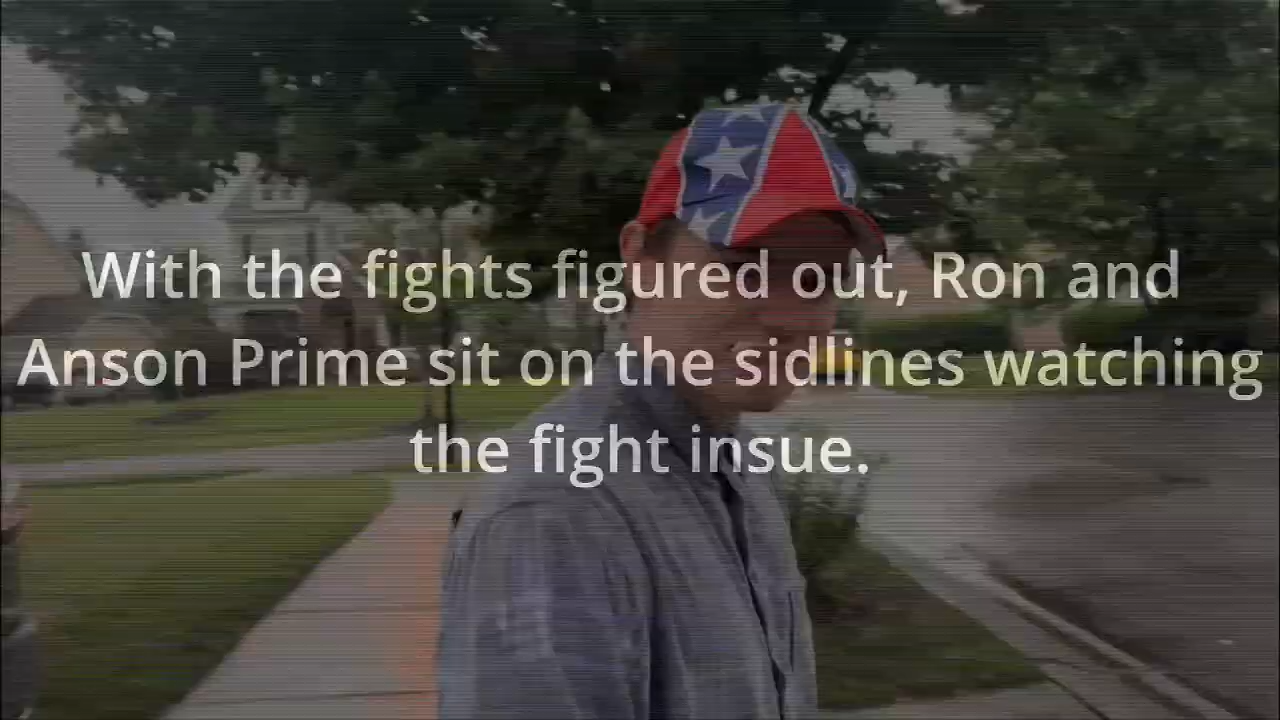 With the fights figured out, Ron and
Anson Prime sit on the sidlines watching
the fight insue.